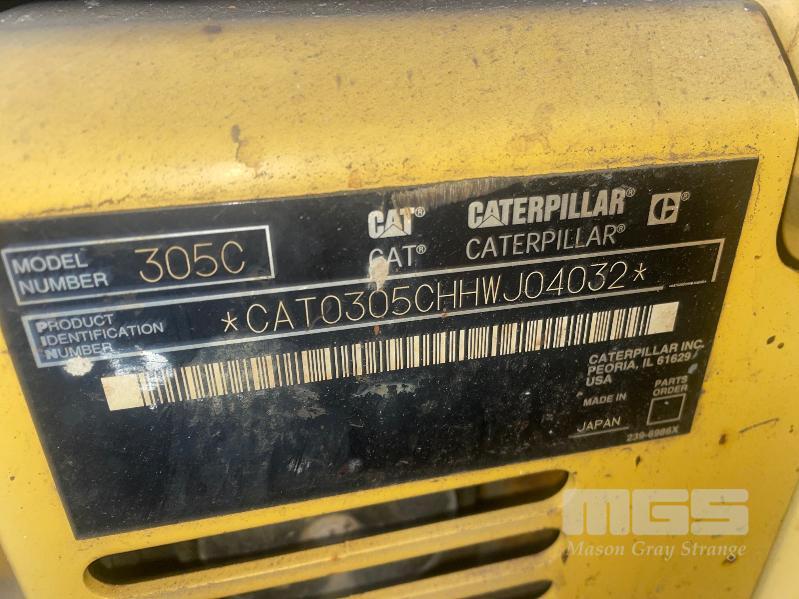 CAT® CATERPILLAR® C
CAT® CATERPILLAR®
MODEL NUMBER 305C
PRODUCT IDENTIFICATION NUMBER *CAT0305CHHWJ04032*
CATERPILLAR INC.
PEORIA, IL 61629
USA
MADE IN PARTS ORDER
JAPAN
239-6986X
MGS
Mason Gray Strange